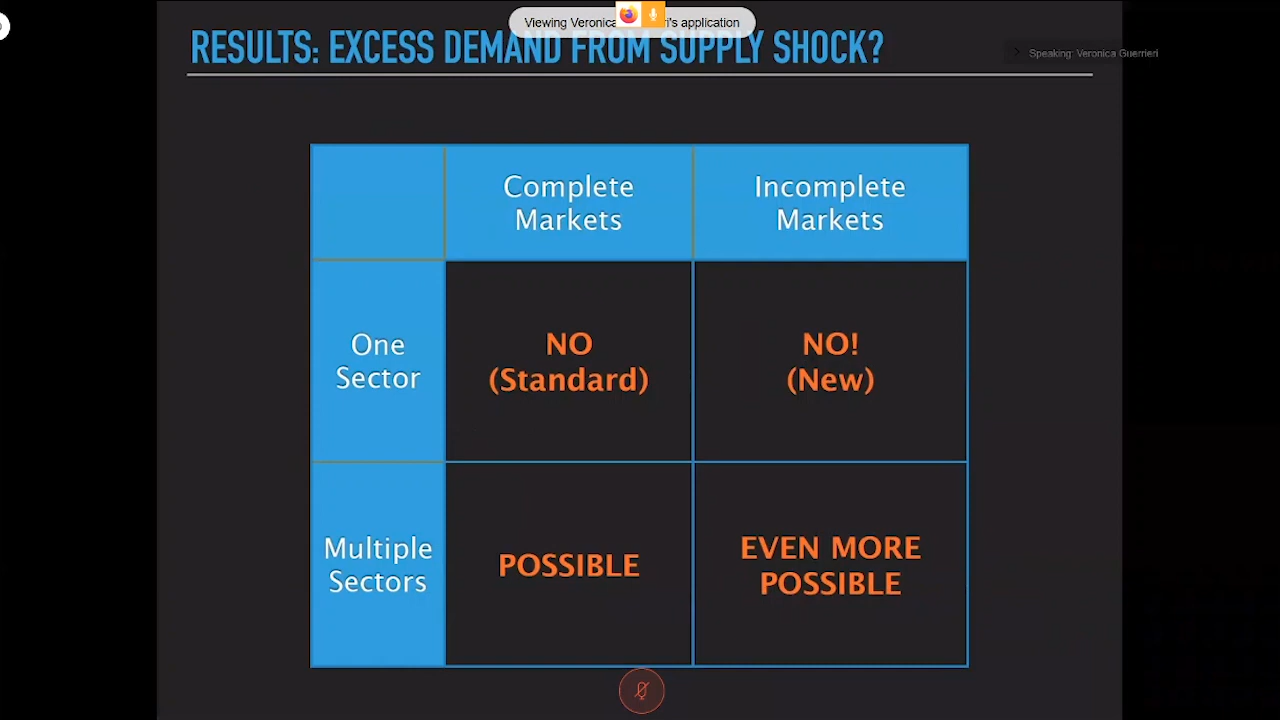 Viewing Veronica i's application
RESULTS: EXCESS DEMAND FROM SUPPLY SHOCK?
Speaking: Veronica Guerrieri
Complete
Markets
Incomplete
Markets
One
Sector
NO
(Standard)
NO!
(New)
Multiple
Sectors
POSSIBLE
EVEN MORE
POSSIBLE